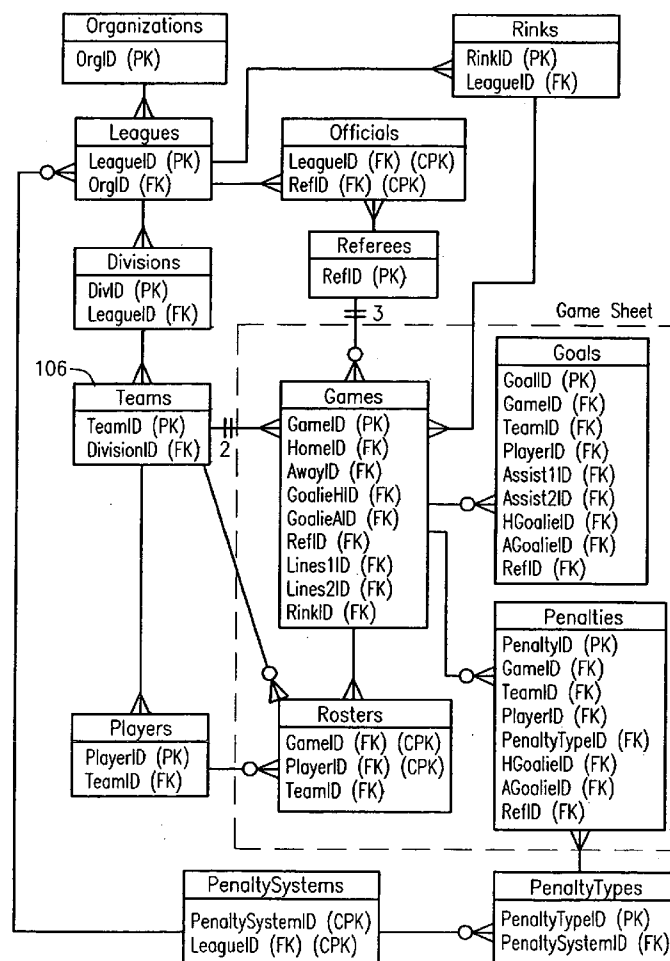 Organizations
OrgID (PK)
Rinks
RinkID (PK)
LeagueID (FK)
Leagues
LeagueID (PK)
OrgID (FK)
Officials
LeagueID (FK) (CPK)
RefID (FK) (CPK)
Divisions
DivID (PK)
LeagueID (FK)
Referees
RefID (PK)
3
Game Sheet
106
Teams
TeamID (PK)
DivisionID (FK)
2
Games
GameID (PK)
HomeID (FK)
AwayID (FK)
GoalieHID (FK)
GoalieAID (FK)
RefID (FK)
Lines1ID (FK)
Lines2ID (FK)
RinkID (FK)
Goals
GoalID (PK)
GameID (FK)
TeamID (FK)
PlayerID (FK)
Assist1ID (FK)
Assist2ID (FK)
HGoalieID (FK)
AGoalieID (FK)
RefID (FK)
Penalties
PenaltyID (PK)
GameID (FK)
TeamID (FK)
PlayerID (FK)
PenaltyTypeID (FK)
HGoalieID (FK)
AGoalieID (FK)
RefID (FK)
Players
PlayerID (PK)
TeamID (FK)
Rosters
GameID (FK) (CPK)
PlayerID (FK) (CPK)
TeamID (FK)
PenaltySystems
PenaltySystemID (CPK)
LeagueID (FK) (CPK)
PenaltyTypes
PenaltyTypeID (PK)
PenaltySystemID (FK)